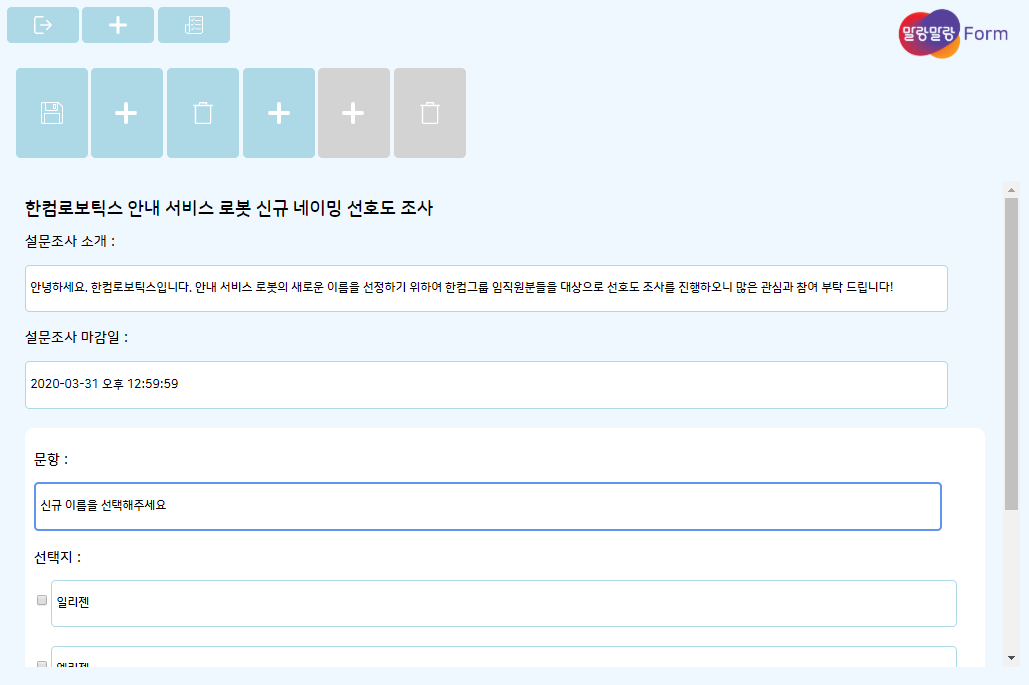 말랑말랑 Form
한컴로보틱스 안내 서비스 로봇 신규 네이밍 선호도 조사
설문조사 소개 :
안녕하세요. 한컴로보틱스입니다. 안내 서비스 로봇의 새로운 이름을 선정하기 위하여 한컴그룹 임직원분들을 대상으로 선호도 조사를 진행하오니 많은 관심과 참여 부탁 드립니다!
설문조사 마감일 :
2020-03-31 오후 12:59:59
문항 :
신규 이름을 선택해주세요
선택지 :
일리젠